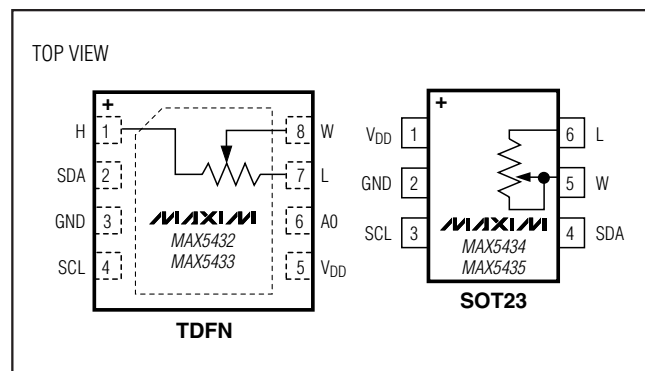 TOP VIEW
+
H 1
SDA 2
GND 3
SCL 4
8 W
7 L
6 A0
5 VDD
MAXIM
MAX5432
MAX5433
TDFN
+
VDD 1
GND 2
SCL 3
6 L
5 W
4 SDA
MAXIM
MAX5434
MAX5435
SOT23